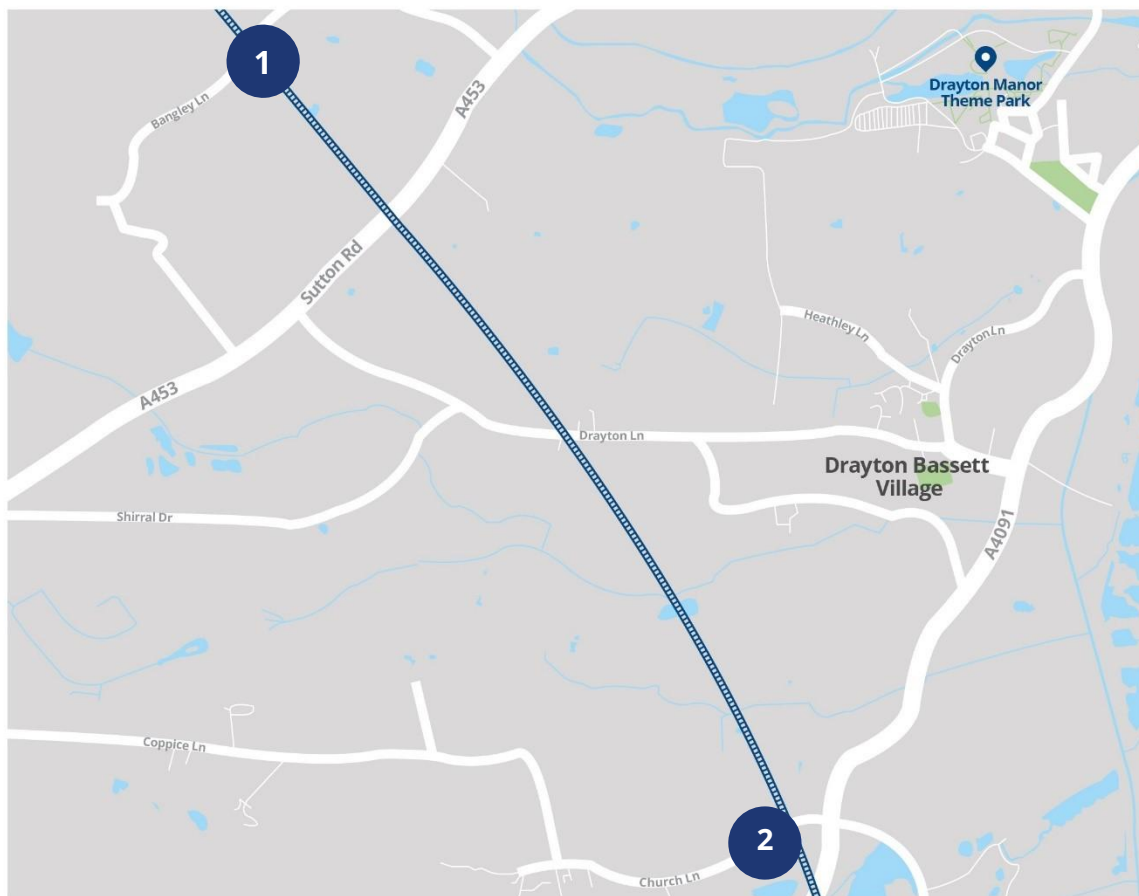 1
Bangley Ln
A453
Drayton Manor
Theme Park
Sutton Rd
Heathley Ln
Drayton Ln
A453
Drayton Ln
Drayton Bassett
Village
Shirral Dr
A4091
Coppice Ln
2
Church Ln